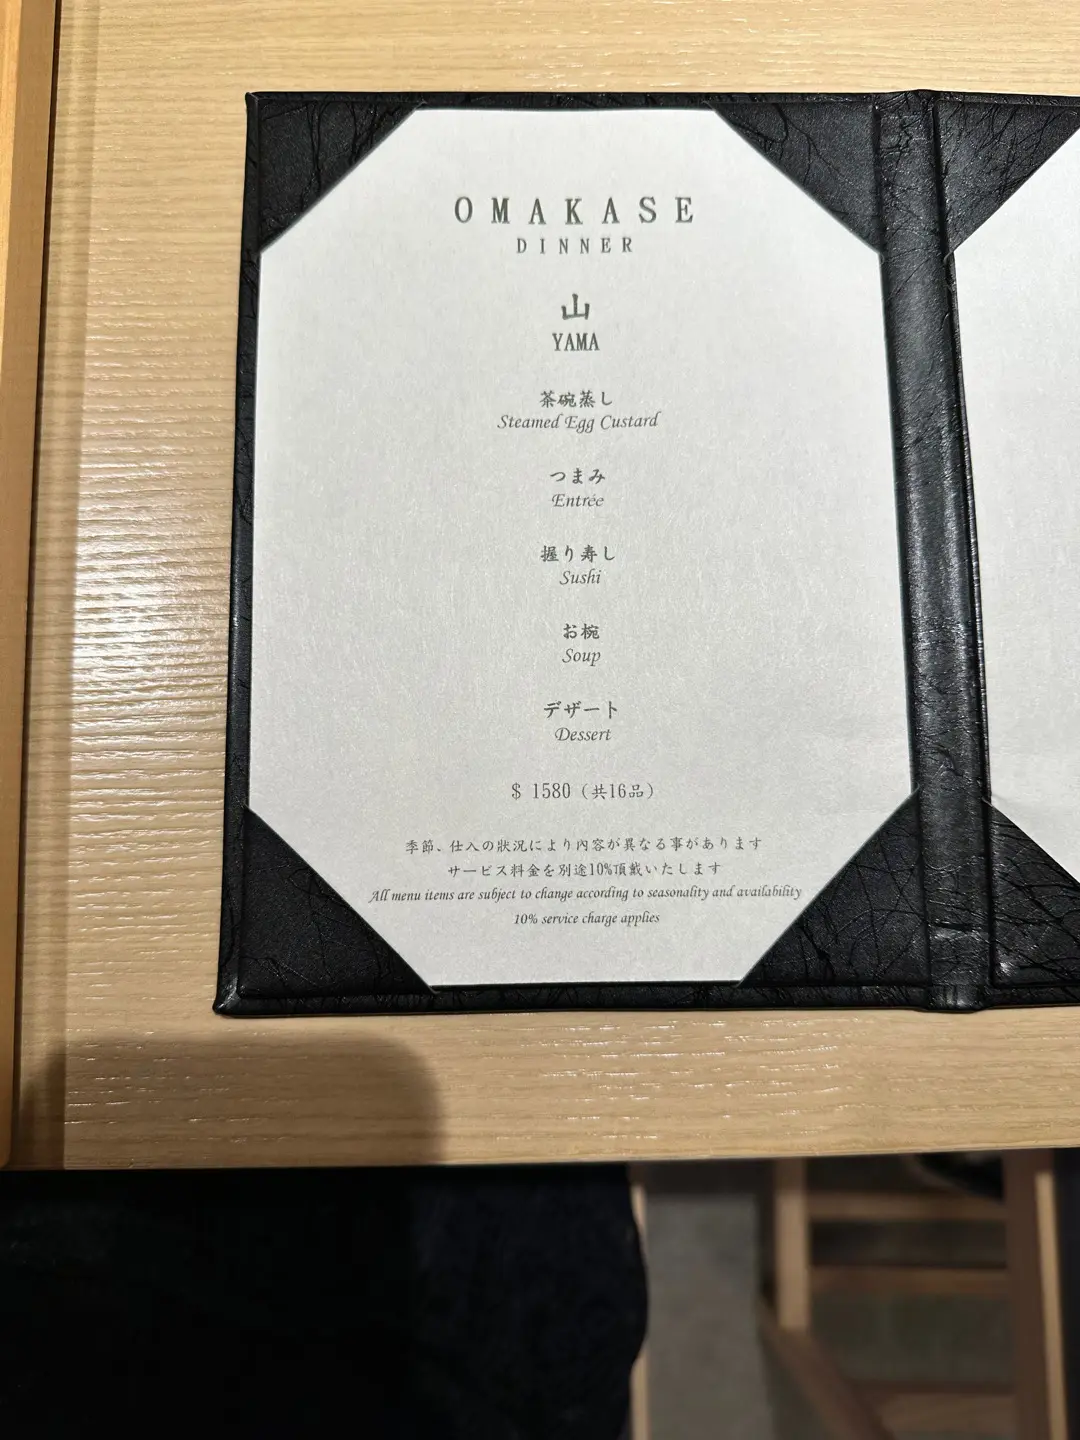 OMAKASE
DINNER
山
YAMA
茶碗蒸し
Steamed Egg Custard
つまみ
Entrée
握り寿し
Sushi
お椀
Soup
デザート
Dessert
$ 1580 (共16品)
季節、仕入の狀況により內容が異なる事があります
サービス料金を別途10%頂戴いたします
All menu items are subject to change according to seasonality and availability
10% service charge applies